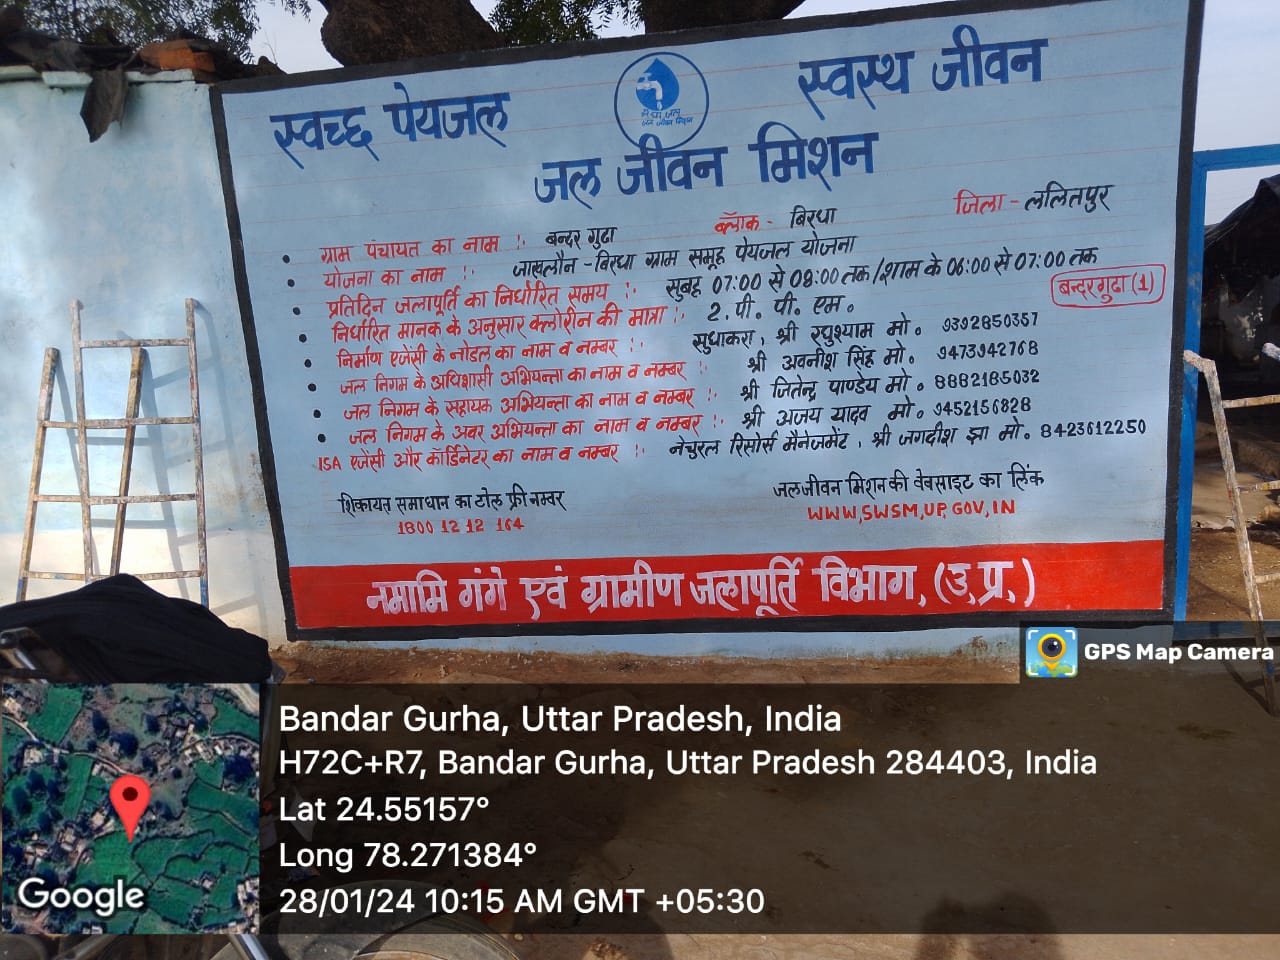 स्वच्छ पेयजल
स्वस्थ जीवन
जल जीवन मिशन
ग्राम पंचायत का नाम :- बन्दर गुढा ब्लॉक - बिरधा जिला - ललितपुर
योजना का नाम :- जाखलौन - बिरधा ग्राम समूह पेयजल योजना
प्रतिदिन जलापूर्ति का निर्धारित समय :- सुबह 07:00 से 08:00 तक / शाम के 06:00 से 07:00 तक
निर्धारित मानक के अनुसार क्लोरीन की मात्रा :- 2. पी. पी. एम.
बन्दरगुढा (1)
निर्माण एजेंसी के नोडल का नाम व नम्बर :- सुधाकरा, श्री रघुश्याम मो. 9392850357
जल निगम के अधिशासी अभियन्ता का नाम व नम्बर :- श्री अवनीश सिंह मो. 9473942768
जल निगम के सहायक अभियन्ता का नाम व नम्बर :- श्री जितेन्द्र पाण्डेय मो. 8882185032
जल निगम के अवर अभियन्ता का नाम व नम्बर :- श्री अजय यादव मो. 9452156828
ISA एजेंसी और कॉर्डिनेटर का नाम व नम्बर :- नेचुरल रिसोर्स मैनेजमेंट, श्री जगदीश झा मो. 8423612250
शिकायत समाधान का टोल फ्री नम्बर
1800 12 12 164
जलजीवन मिशन की वेबसाइट का लिंक
WWW,SWSM,UP,GOV,IN
नमामि गंगे एवं ग्रामीण जलापूर्ति विभाग, (उ,प्र,)
GPS Map Camera
Bandar Gurha, Uttar Pradesh, India
H72C+R7, Bandar Gurha, Uttar Pradesh 284403, India
Lat 24.55157°
Long 78.271384°
28/01/24 10:15 AM GMT +05:30
Google